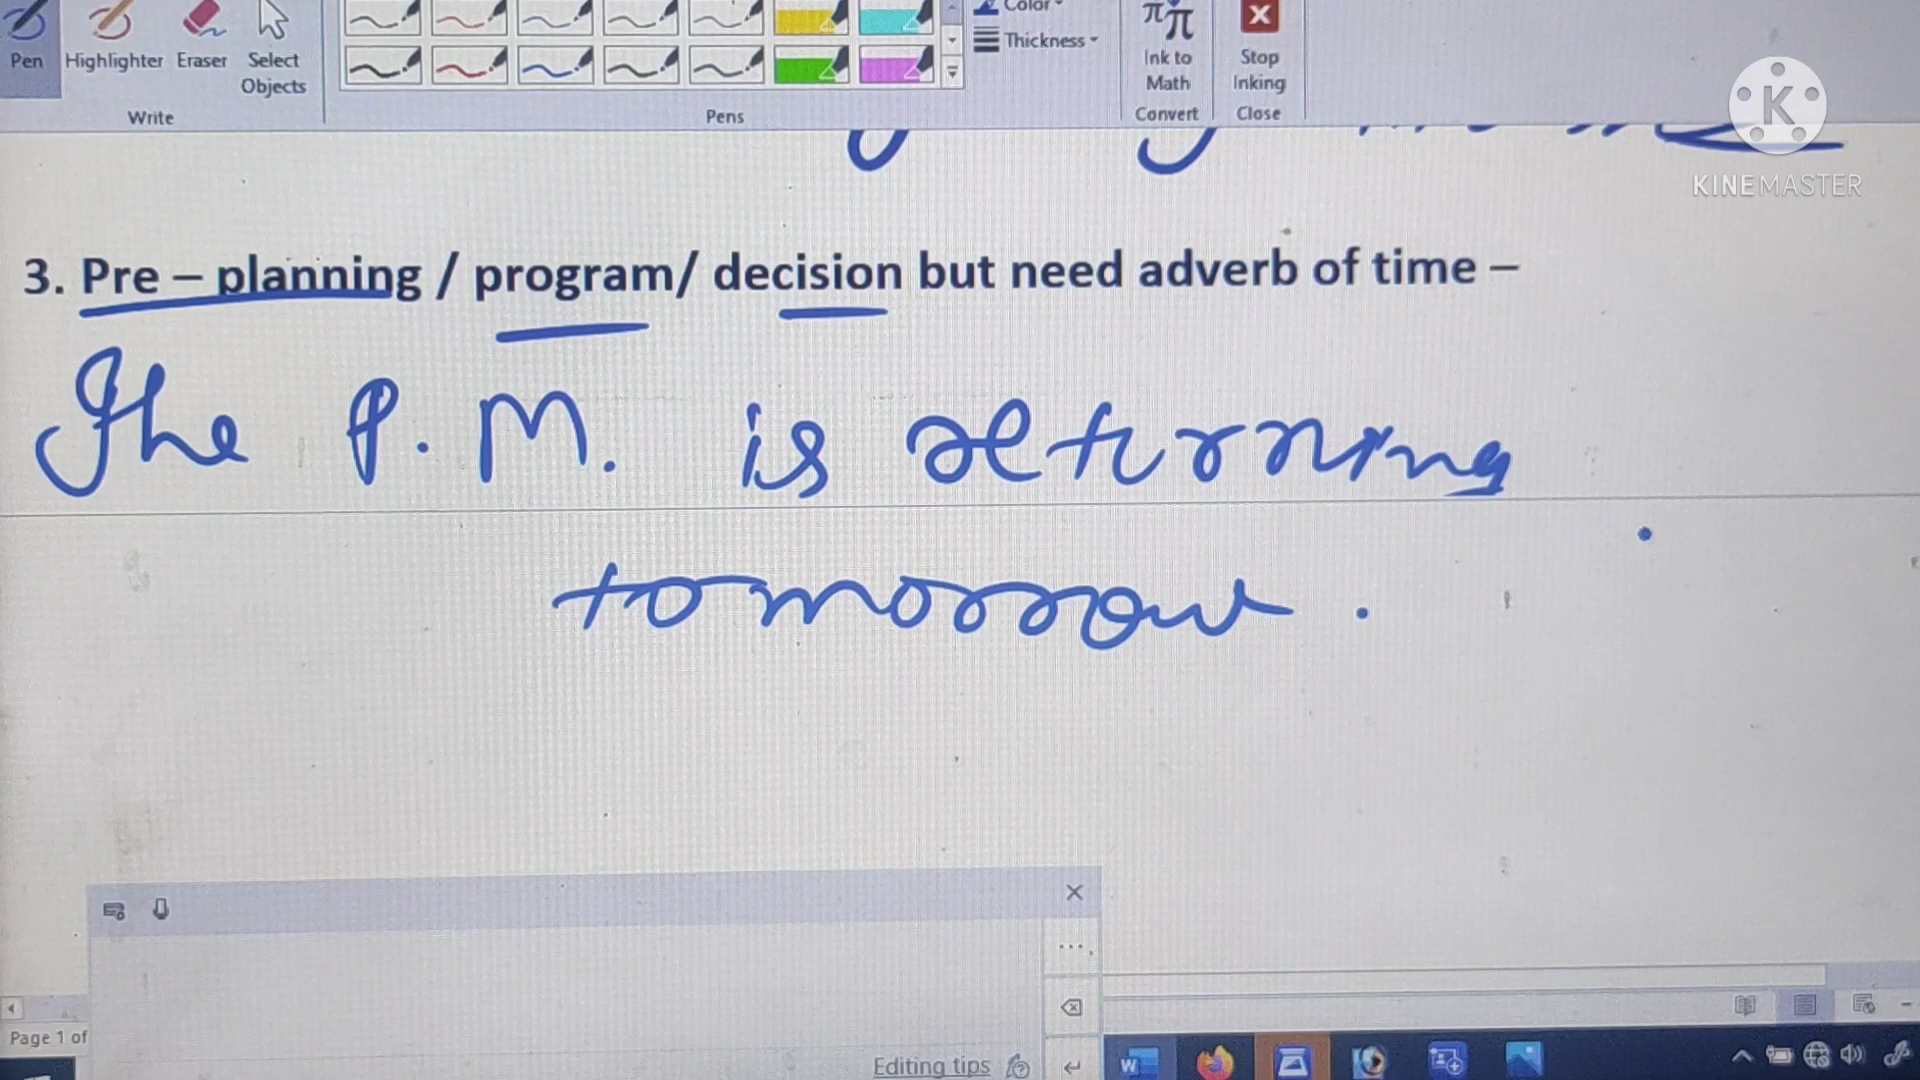 Color
Pen Highlighter Eraser Select Objects
Thickness
Ink to Math
Stop Inking
Write
Pens
Convert
Close
KINEMASTER
3. Pre – planning / program/ decision but need adverb of time –
The P. M. is returning
tomorrow.
Page 1 of
Editing tips